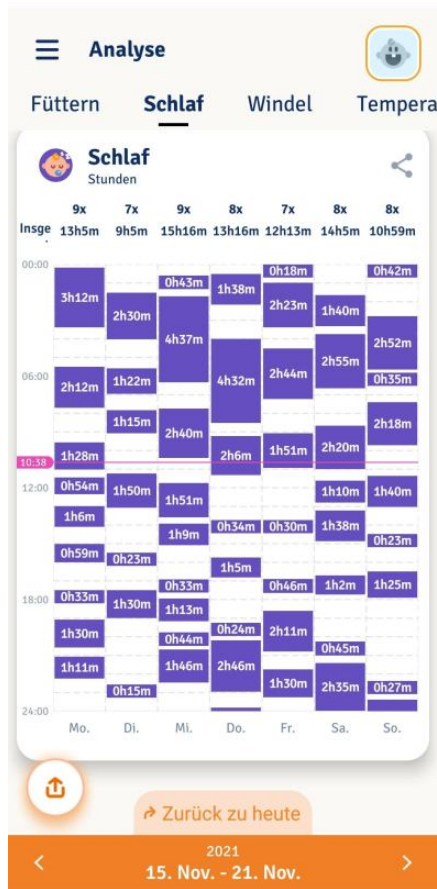 Analyse
Füttern Schlaf Windel Tempera
Schlaf
Stunden
9x 7x 9x 8x 7x 8x 8x
Insge 13h5m 9h5m 15h16m 13h16m 12h13m 14h5m 10h59m
.
00:00
0h18m 0h42m
0h43m
1h38m
3h12m 2h23m
2h30m 1h40m
4h37m
2h52m
2h55m
2h44m
06:00
1h22m 0h35m
2h12m 4h32m
1h15m 2h18m
2h40m
2h20m
1h28m 2h6m 1h51m
10:38
12:00
0h54m 1h50m 1h10m 1h40m
1h51m
1h6m
0h34m 0h30m 1h38m
1h9m
0h23m
0h59m
0h23m
1h5m
0h33m 0h46m 1h2m 1h25m
18:00
0h33m 1h30m
1h13m
1h30m 0h24m 2h11m
0h44m
0h45m
1h11m 1h46m 2h46m
1h30m 2h35m
0h15m 0h27m
24:00
Mo. Di. Mi. Do. Fr. Sa. So.
Zurück zu heute
2021
15. Nov. - 21. Nov.